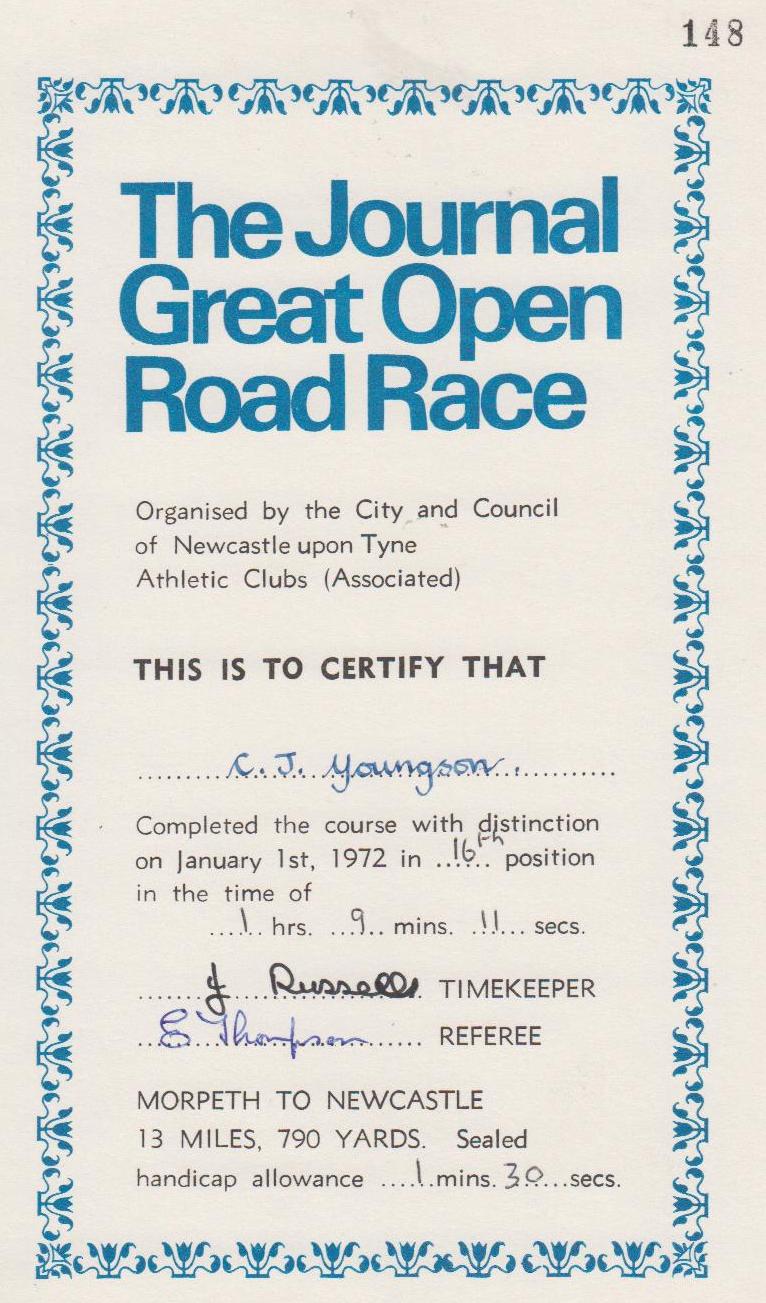 148
The Journal
Great Open
Road Race
Organised by the City and Council
of Newcastle upon Tyne
Athletic Clubs (Associated)
THIS IS TO CERTIFY THAT
C. J. Youngson.
Completed the course with distinction
on January 1st, 1972 in ..16th.. position
in the time of
....1.. hrs. ...9.. mins. .11... secs.
J Russell TIMEKEEPER
E Thompson REFEREE
MORPETH TO NEWCASTLE
13 MILES, 790 YARDS. Sealed
handicap allowance ....1.mins. 30...secs.